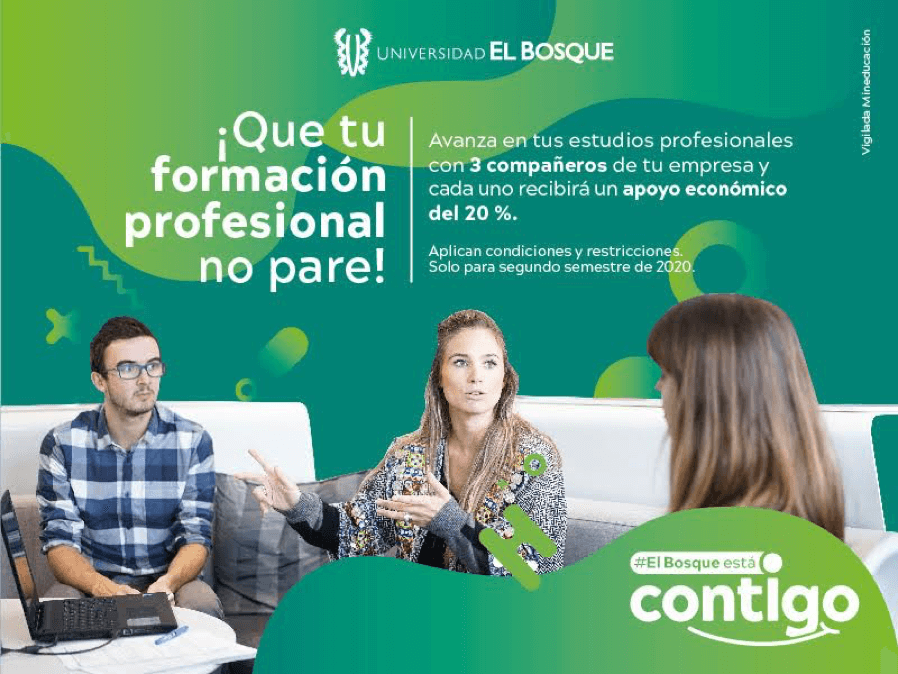 UNIVERSIDAD EL BOSQUE
Vigilada Mineducación
¡Que tu
formación
profesional
no pare!
Avanza en tus estudios profesionales
con 3 compañeros de tu empresa y
cada uno recibirá un apoyo económico
del 20 %.
Aplican condiciones y restricciones.
Solo para segundo semestre de 2020.
#El Bosque está
contigo